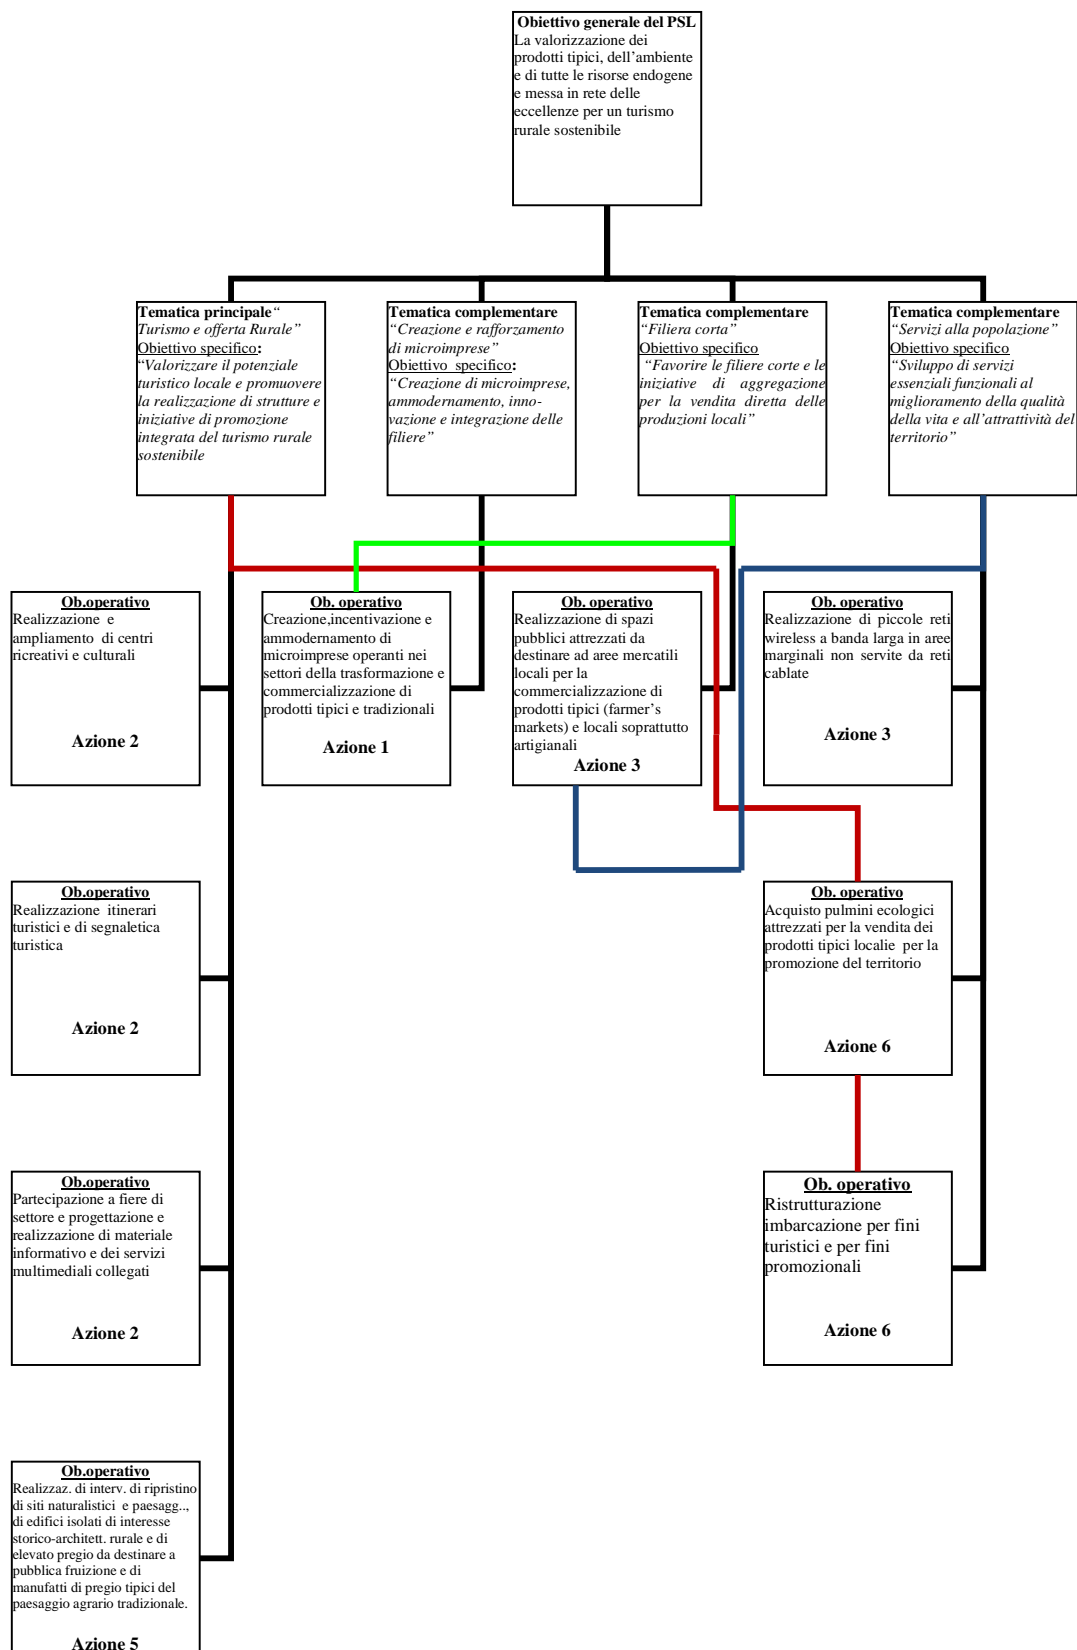 Obiettivo generale del PSL
La valorizzazione dei
prodotti tipici, dell’ambiente
e di tutte le risorse endogene
e messa in rete delle
eccellenze per un turismo
rurale sostenibile
Tematica principale“
Turismo e offerta Rurale”
Obiettivo specifico:
“Valorizzare il potenziale
turistico locale e promuovere
la realizzazione di strutture e
iniziative di promozione
integrata del turismo rurale
sostenibile
Tematica complementare
“Creazione e rafforzamento
di microimprese”
Obiettivo specifico:
“Creazione di microimprese,
ammodernamento, inno-
vazione e integrazione delle
filiere”
Tematica complementare
“Filiera corta”
Obiettivo specifico
“Favorire le filiere corte e le
iniziative di aggregazione
per la vendita diretta delle
produzioni locali”
Tematica complementare
“Servizi alla popolazione”
Obiettivo specifico
“Sviluppo di servizi
essenziali funzionali al
miglioramento della qualità
della vita e all’attrattività del
territorio”
Ob.operativo
Realizzazione e
ampliamento di centri
ricreativi e culturali
Azione 2
Ob. operativo
Creazione,incentivazione e
ammodernamento di
microimprese operanti nei
settori della trasformazione e
commercializzazione di
prodotti tipici e tradizionali
Azione 1
Ob. operativo
Realizzazione di spazi
pubblici attrezzati da
destinare ad aree mercatili
locali per la
commercializzazione di
prodotti tipici (farmer’s
markets) e locali soprattutto
artigianali
Azione 3
Ob. operativo
Realizzazione di piccole reti
wireless a banda larga in aree
marginali non servite da reti
cablate
Azione 3
Ob.operativo
Realizzazione itinerari
turistici e di segnaletica
turistica
Azione 2
Ob. operativo
Acquisto pulmini ecologici
attrezzati per la vendita dei
prodotti tipici localie per la
promozione del territorio
Azione 6
Ob.operativo
Partecipazione a fiere di
settore e progettazione e
realizzazione di materiale
informativo e dei servizi
multimediali collegati
Azione 2
Ob. operativo
Ristrutturazione
imbarcazione per fini
turistici e per fini
promozionali
Azione 6
Ob.operativo
Realizzaz. di interv. di ripristino
di siti naturalistici e paesagg..,
di edifici isolati di interesse
storico-architett. rurale e di
elevato pregio da destinare a
pubblica fruizione e di
manufatti di pregio tipici del
paesaggio agrario tradizionale.
Azione 5